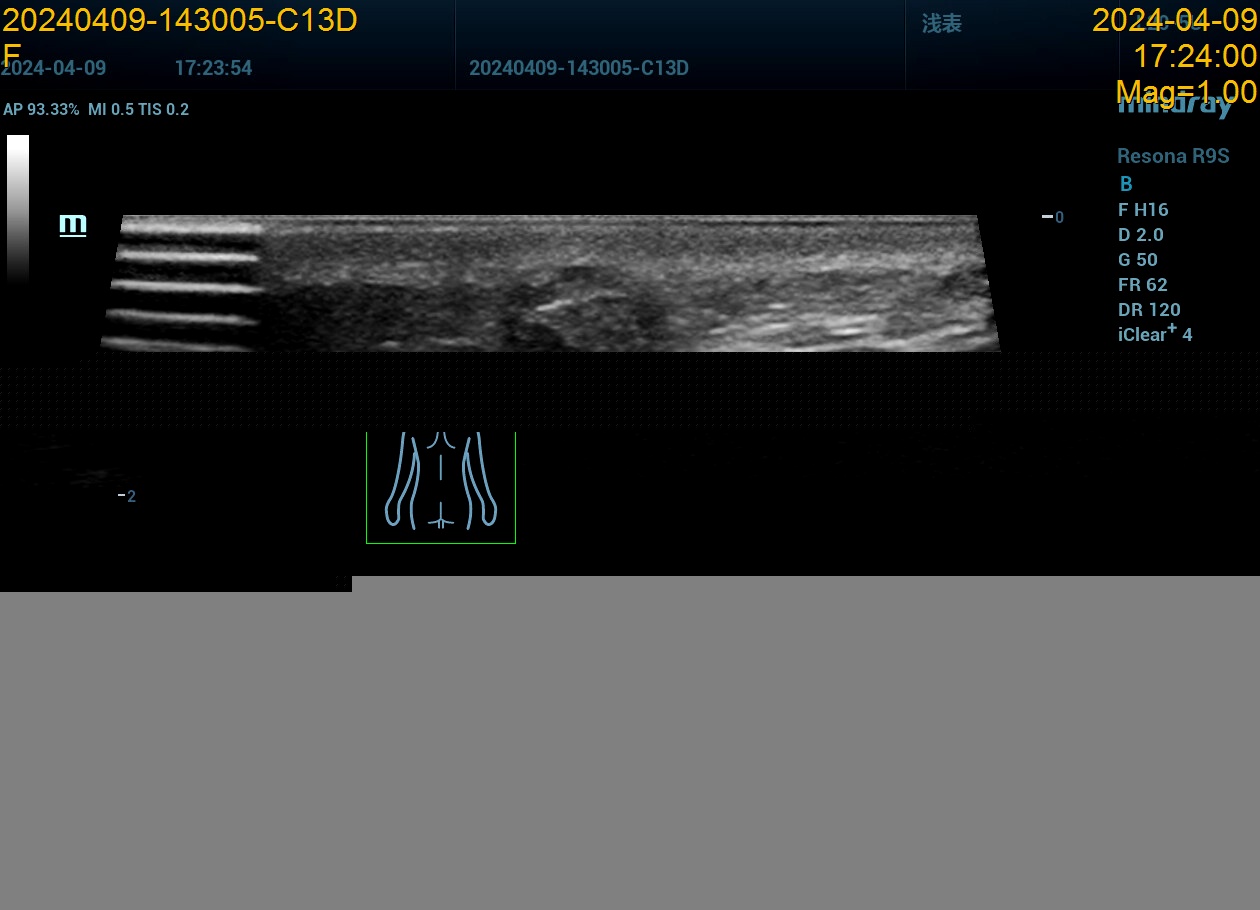 20240409-143005-C13D
F
2024-04-09 17:23:54
20240409-143005-C13D
浅表
2024-04-09
17:24:00
Mag=1.00
AP 93.33% MI 0.5 TIS 0.2
mindray
Resona R9S
m
B
F H16
D 2.0
G 50
FR 62
DR 120
iClear+ 4
0
2